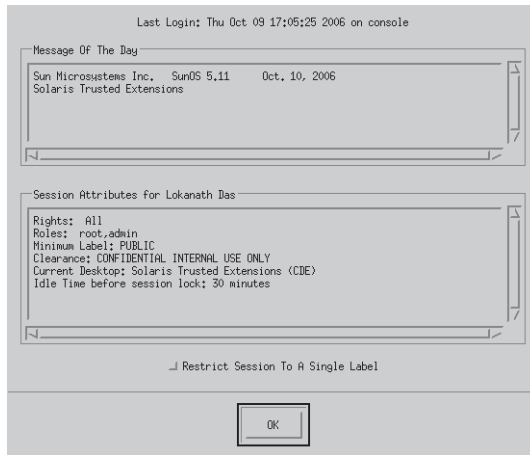 Last Login: Thu Oct 09 17:05:25 2006 on console
Message Of The Day
Sun Microsystems Inc. SunOS 5.11 Oct. 10, 2006
Solaris Trusted Extensions
Session Attributes for Lokanath Das
Rights: All
Roles: root,admin
Minimum Label: PUBLIC
Clearance: CONFIDENTIAL INTERNAL USE ONLY
Current Desktop: Solaris Trusted Extensions (CDE)
Idle Time before session lock: 30 minutes
Restrict Session To A Single Label
OK